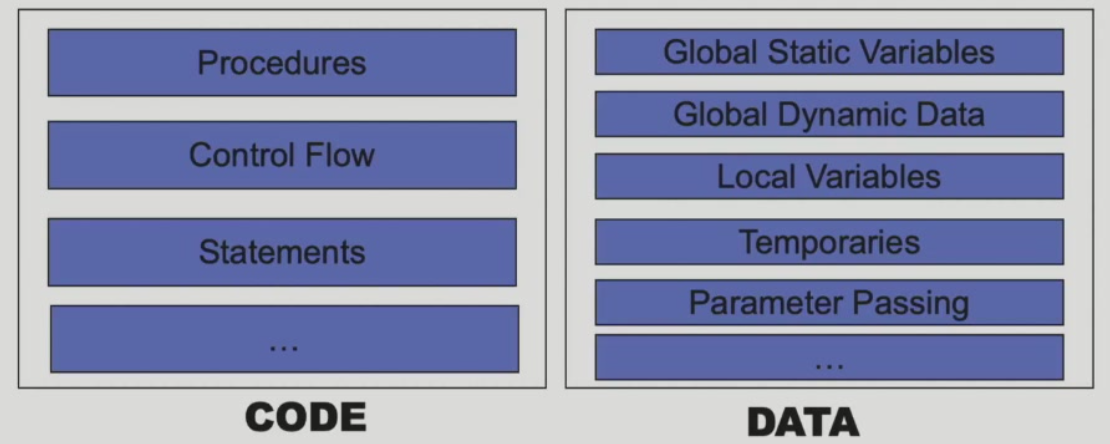 Procedures
Control Flow
Statements
...
CODE
Global Static Variables
Global Dynamic Data
Local Variables
Temporaries
Parameter Passing
...
DATA